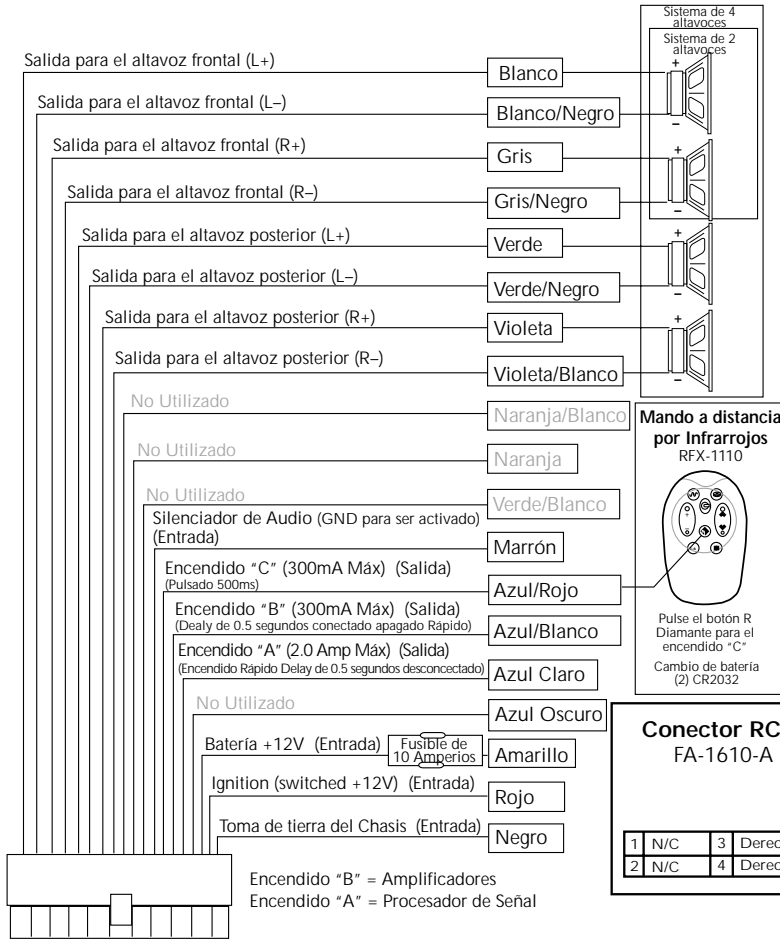 Sistema de 4
altavoces
Sistema de 2
altavoces
Salida para el altavoz frontal (L+)
Blanco
+
Salida para el altavoz frontal (L–)
Blanco/Negro
–
Salida para el altavoz frontal (R+)
Gris
+
Salida para el altavoz frontal (R–)
Gris/Negro
–
Salida para el altavoz posterior (L+)
Verde
+
Salida para el altavoz posterior (L–)
Verde/Negro
–
Salida para el altavoz posterior (R+)
Violeta
+
Salida para el altavoz posterior (R–)
Violeta/Blanco
–
No Utilizado
Naranja/Blanco
No Utilizado
Naranja
No Utilizado
Verde/Blanco
Silenciador de Audio (GND para ser activado)
(Entrada)
Marrón
Encendido "C" (300mA Máx) (Salida)
(Pulsado 500ms)
Azul/Rojo
Encendido "B" (300mA Máx) (Salida)
(Dealy de 0.5 segundos conectado apagado Rápido)
Azul/Blanco
Encendido "A" (2.0 Amp Máx) (Salida)
(Encendido Rápido Delay de 0.5 segundos desconcectado)
Azul Claro
No Utilizado
Azul Oscuro
Batería +12V (Entrada)
Fusible de
10 Amperios
Amarillo
Ignition (switched +12V) (Entrada)
Rojo
Toma de tierra del Chasis (Entrada)
Negro
Encendido "B" = Amplificadores
Encendido "A" = Procesador de Señal
Mando a distancia
por Infrarrojos
RFX-1110
Pulse el botón R
Diamante para el
encendido "C"
Cambio de batería
(2) CR2032
Conector RC
FA-1610-A
1 N/C 3 Derec
2 N/C 4 Derec